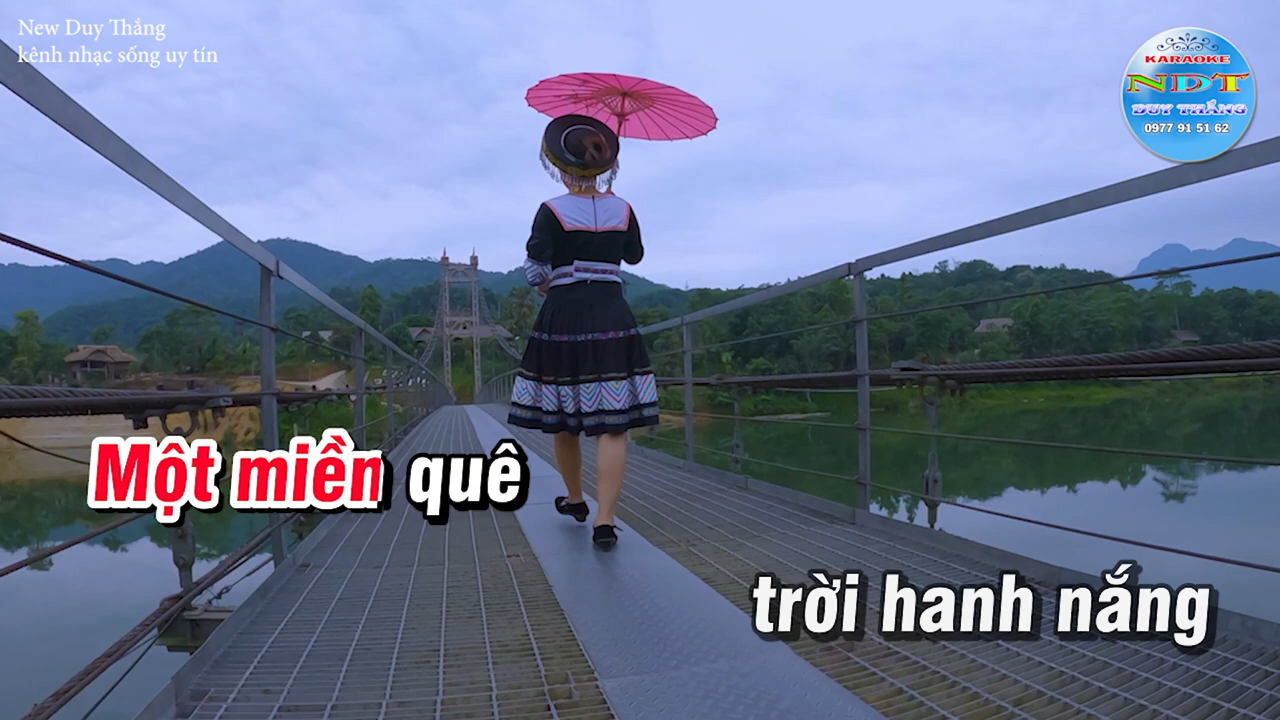 New Duy Thắng
kênh nhạc sống uy tín
KARAOKE
NDT
DUY THẮNG
0977 91 51 62
Một miền quê
trời hanh nắng